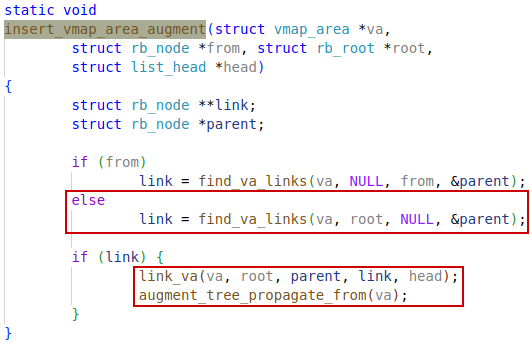 static void
insert_vmap_area_augment(struct vmap_area *va,
struct rb_node *from, struct rb_root *root,
struct list_head *head)
{
struct rb_node **link;
struct rb_node *parent;
if (from)
link = find_va_links(va, NULL, from, &parent);
else
link = find_va_links(va, root, NULL, &parent);
if (link) {
link_va(va, root, parent, link, head);
augment_tree_propagate_from(va);
}
}